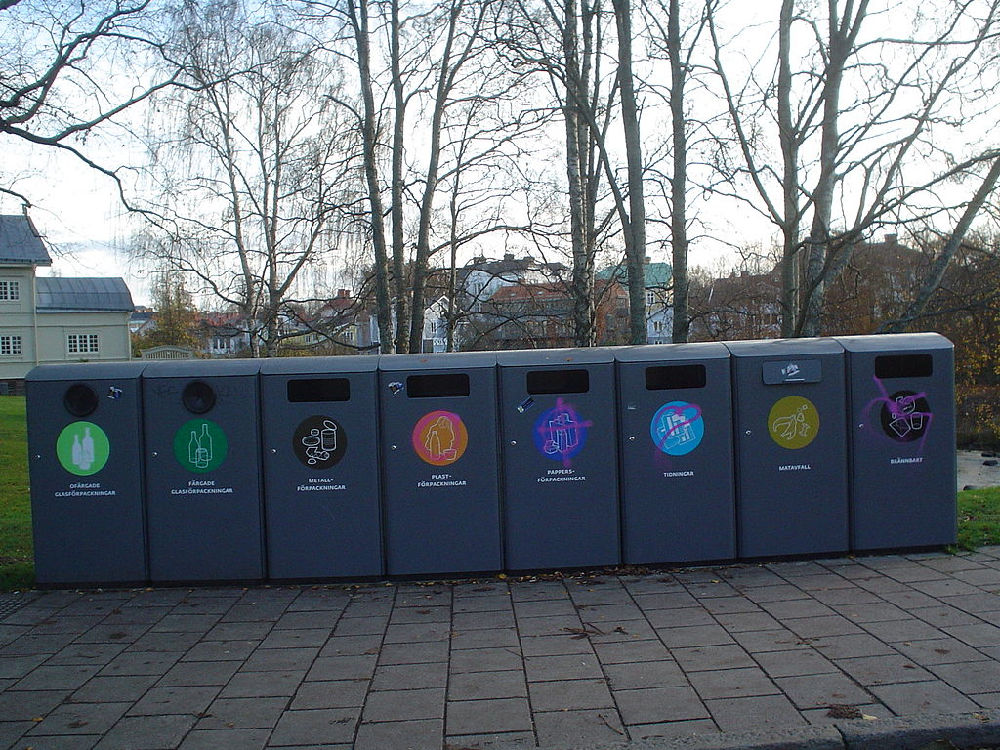 OFÄRGADE
GLASFÖRPACKNINGAR
FÄRGADE
GLASFÖRPACKNINGAR
METALL-
FÖRPACKNINGAR
PLAST-
FÖRPACKNINGAR
PAPPERS-
FÖRPACKNINGAR
TIDNINGAR
MATAVFALL
BRÄNNBART